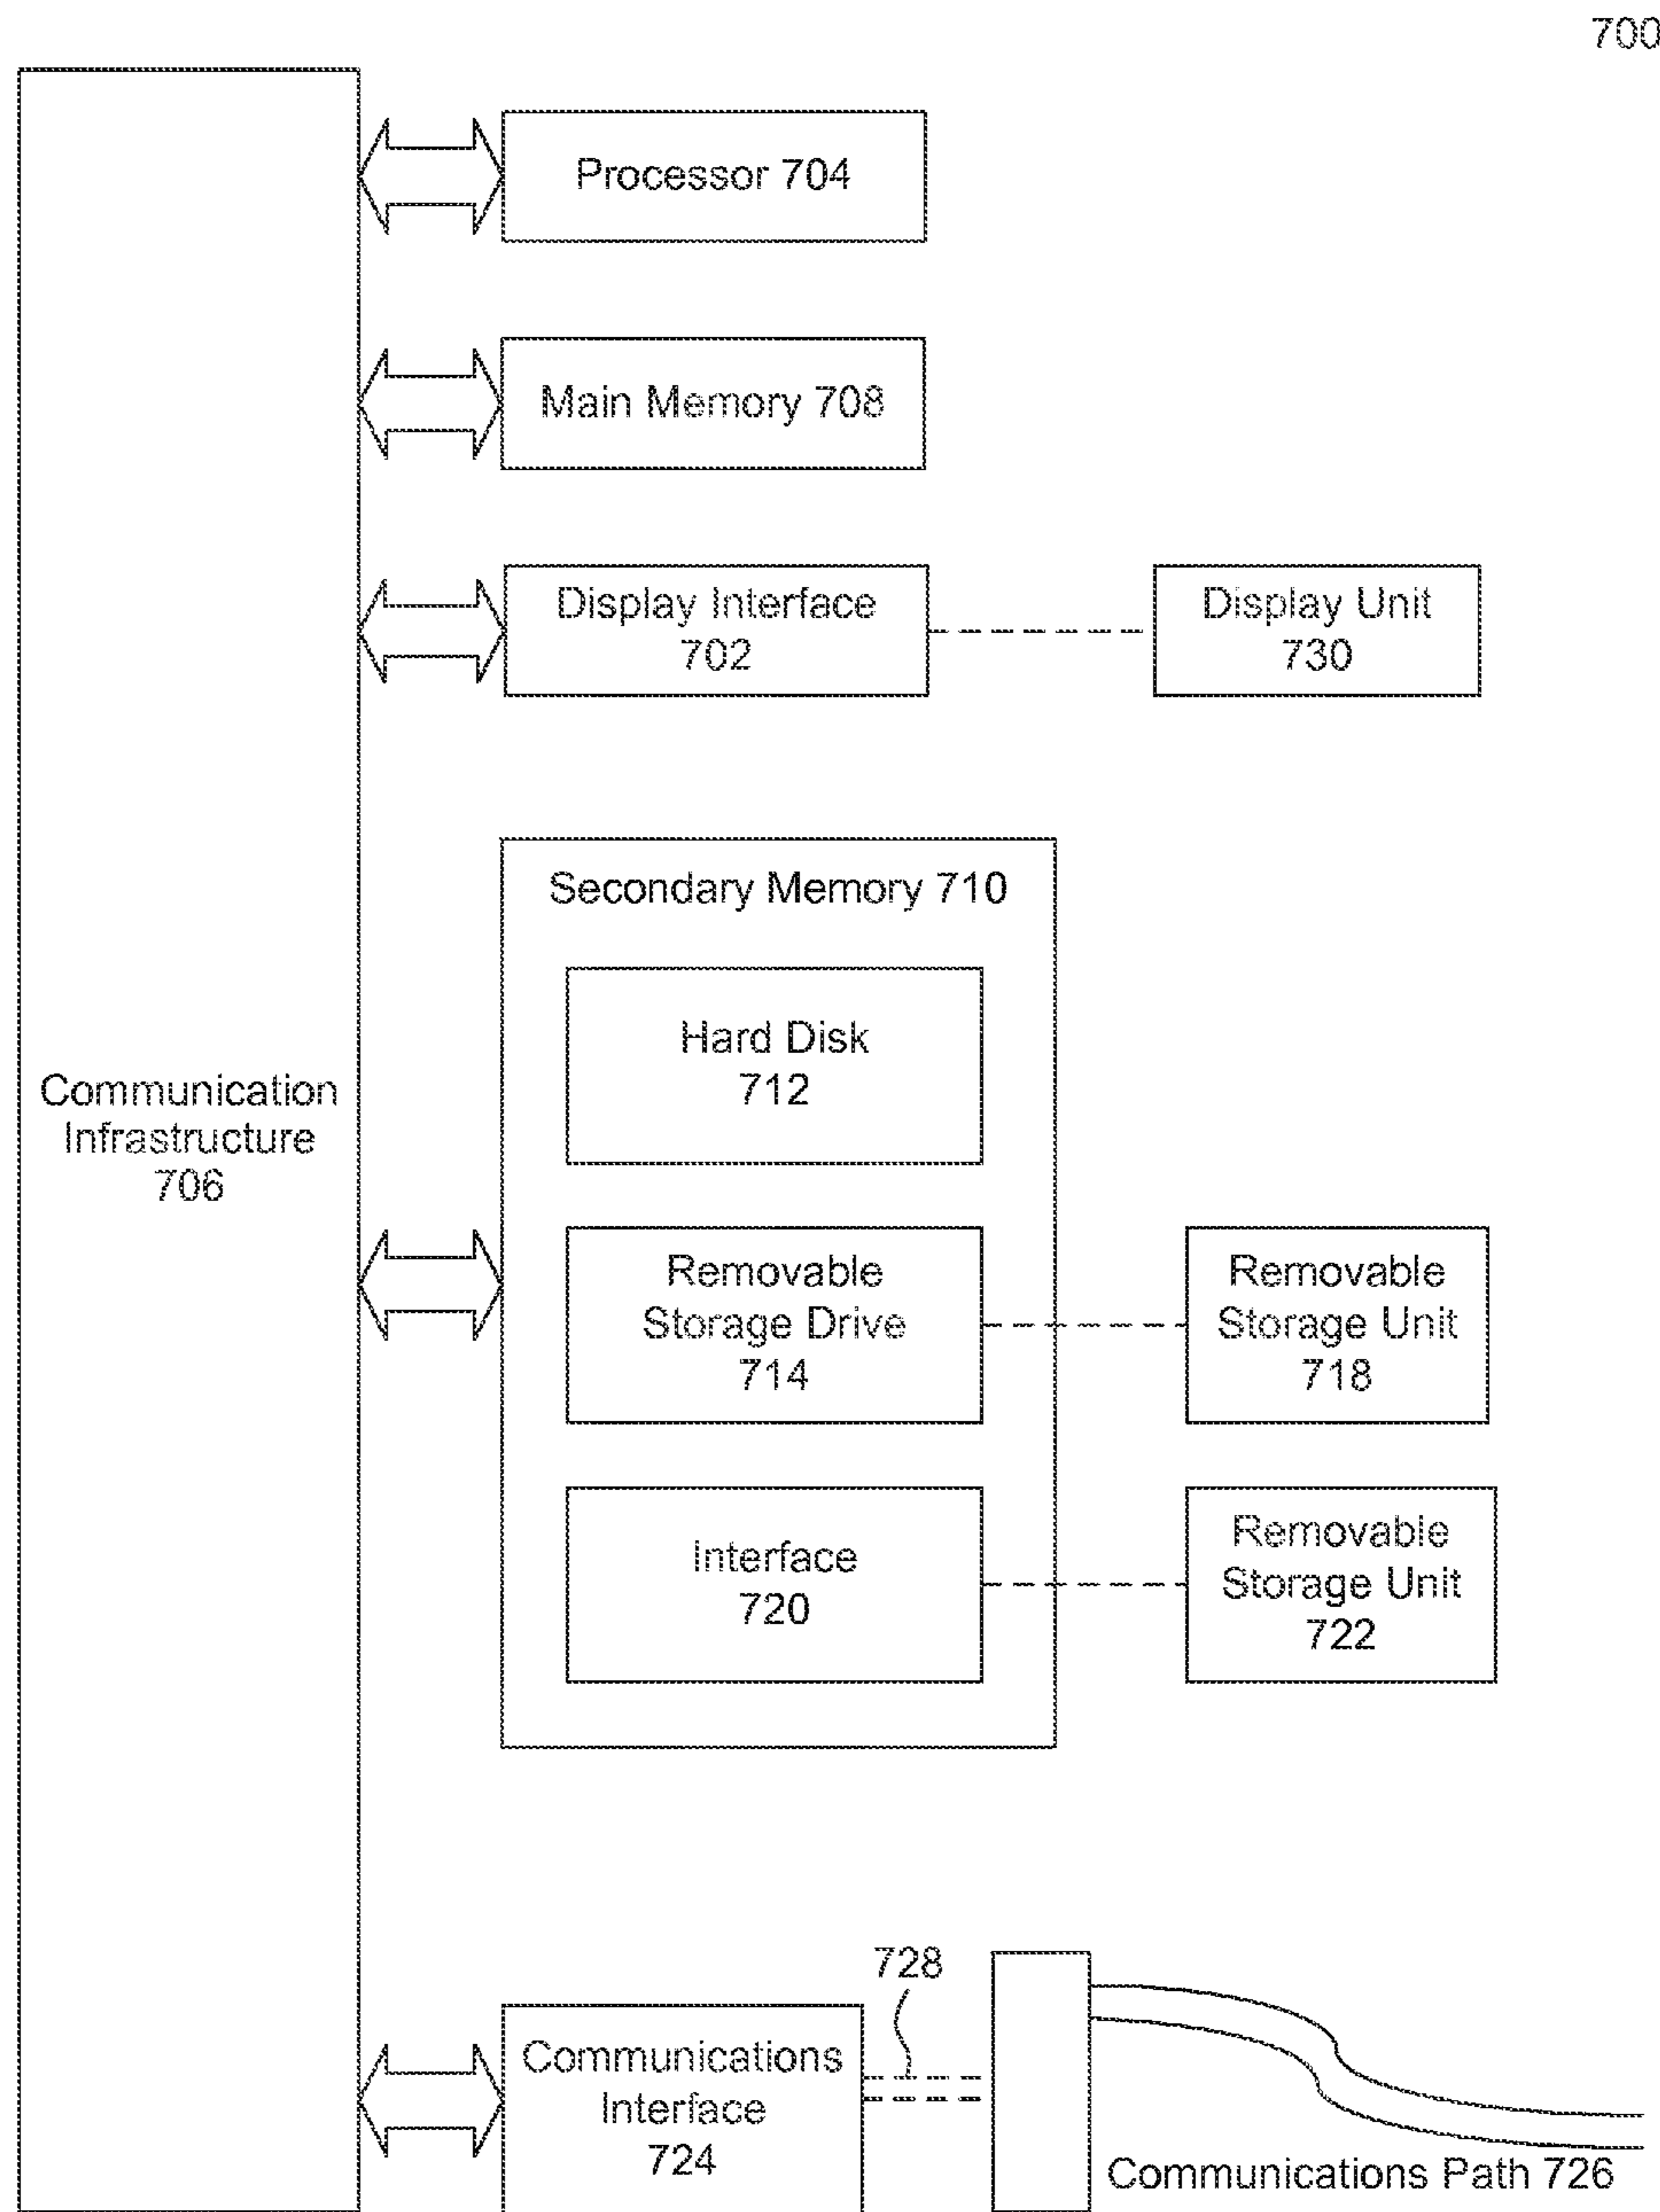 700
Processor 704
Main Memory 708
Display Interface
702
Display Unit
730
Secondary Memory 710
Hard Disk
712
Communication
Infrastructure
706
Removable
Storage Drive
714
Removable
Storage Unit
718
Interface
720
Removable
Storage Unit
722
728
Communications
Interface
724
Communications Path 726